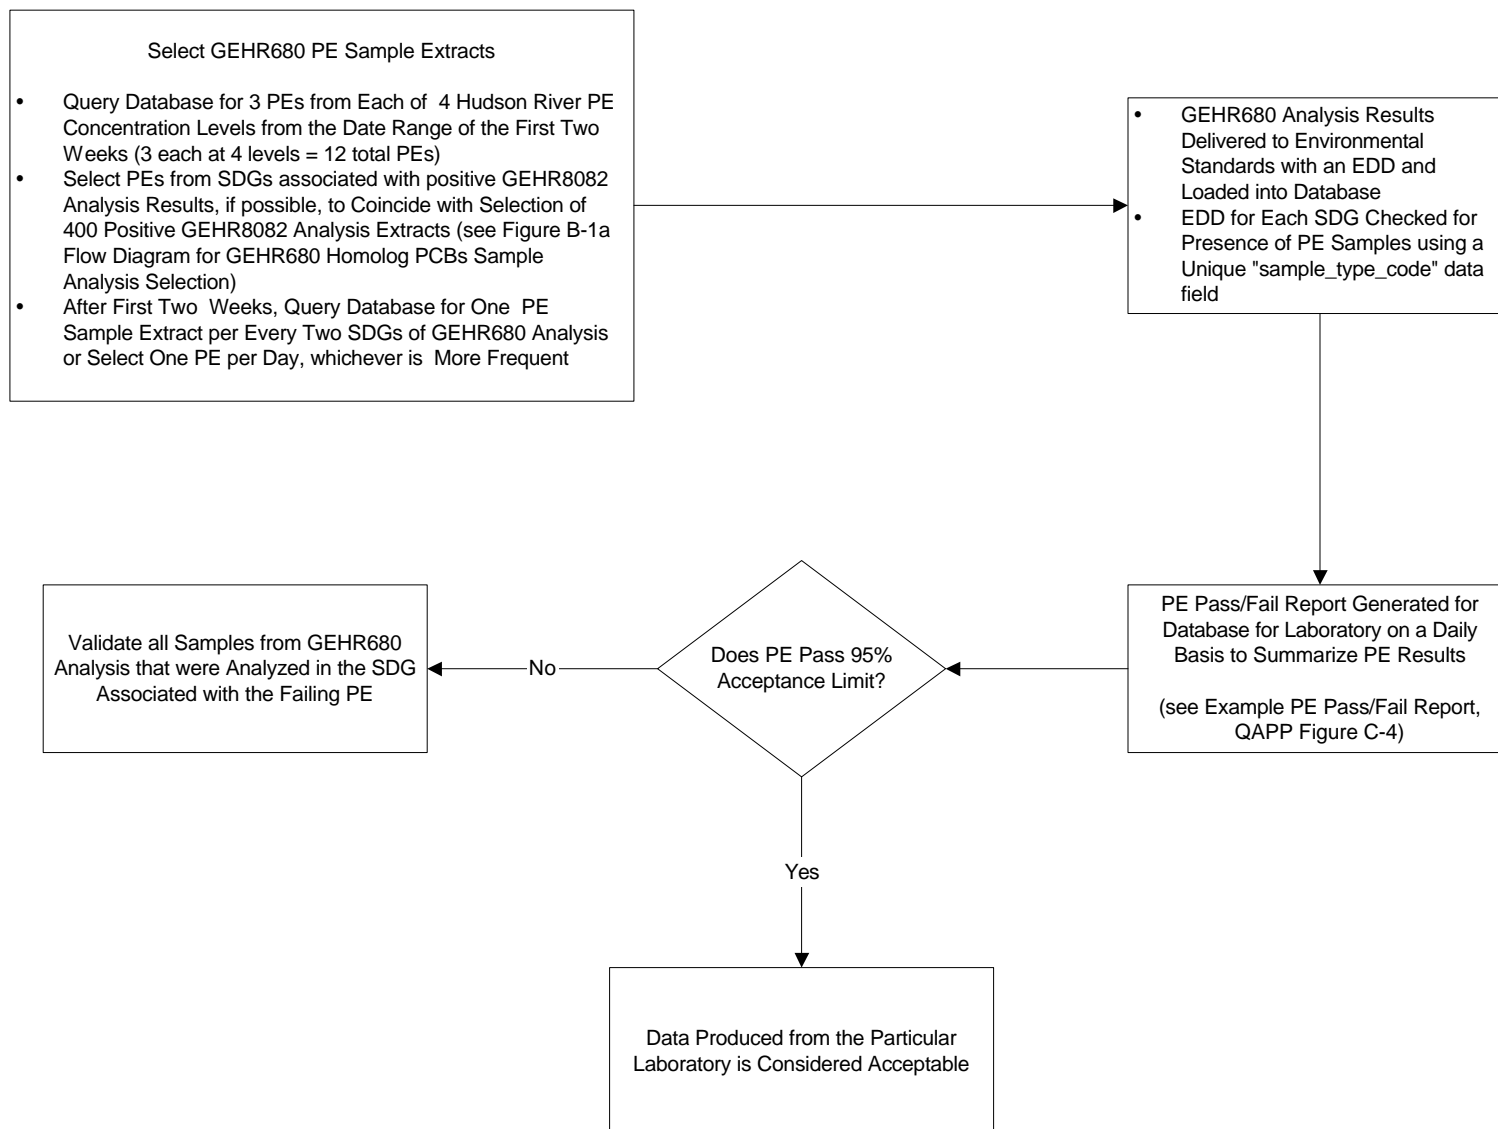 Select GEHR680 PE Sample Extracts
• Query Database for 3 PEs from Each of 4 Hudson River PE
Concentration Levels from the Date Range of the First Two
Weeks (3 each at 4 levels = 12 total PEs)
• Select PEs from SDGs associated with positive GEHR8082
Analysis Results, if possible, to Coincide with Selection of
400 Positive GEHR8082 Analysis Extracts (see Figure B-1a
Flow Diagram for GEHR680 Homolog PCBs Sample
Analysis Selection)
• After First Two Weeks, Query Database for One PE
Sample Extract per Every Two SDGs of GEHR680 Analysis
or Select One PE per Day, whichever is More Frequent
• GEHR680 Analysis Results
Delivered to Environmental
Standards with an EDD and
Loaded into Database
• EDD for Each SDG Checked for
Presence of PE Samples using a
Unique "sample_type_code" data
field
PE Pass/Fail Report Generated for
Database for Laboratory on a Daily
Basis to Summarize PE Results
(see Example PE Pass/Fail Report,
QAPP Figure C-4)
Does PE Pass 95%
Acceptance Limit?
No
Validate all Samples from GEHR680
Analysis that were Analyzed in the SDG
Associated with the Failing PE
Yes
Data Produced from the Particular
Laboratory is Considered Acceptable